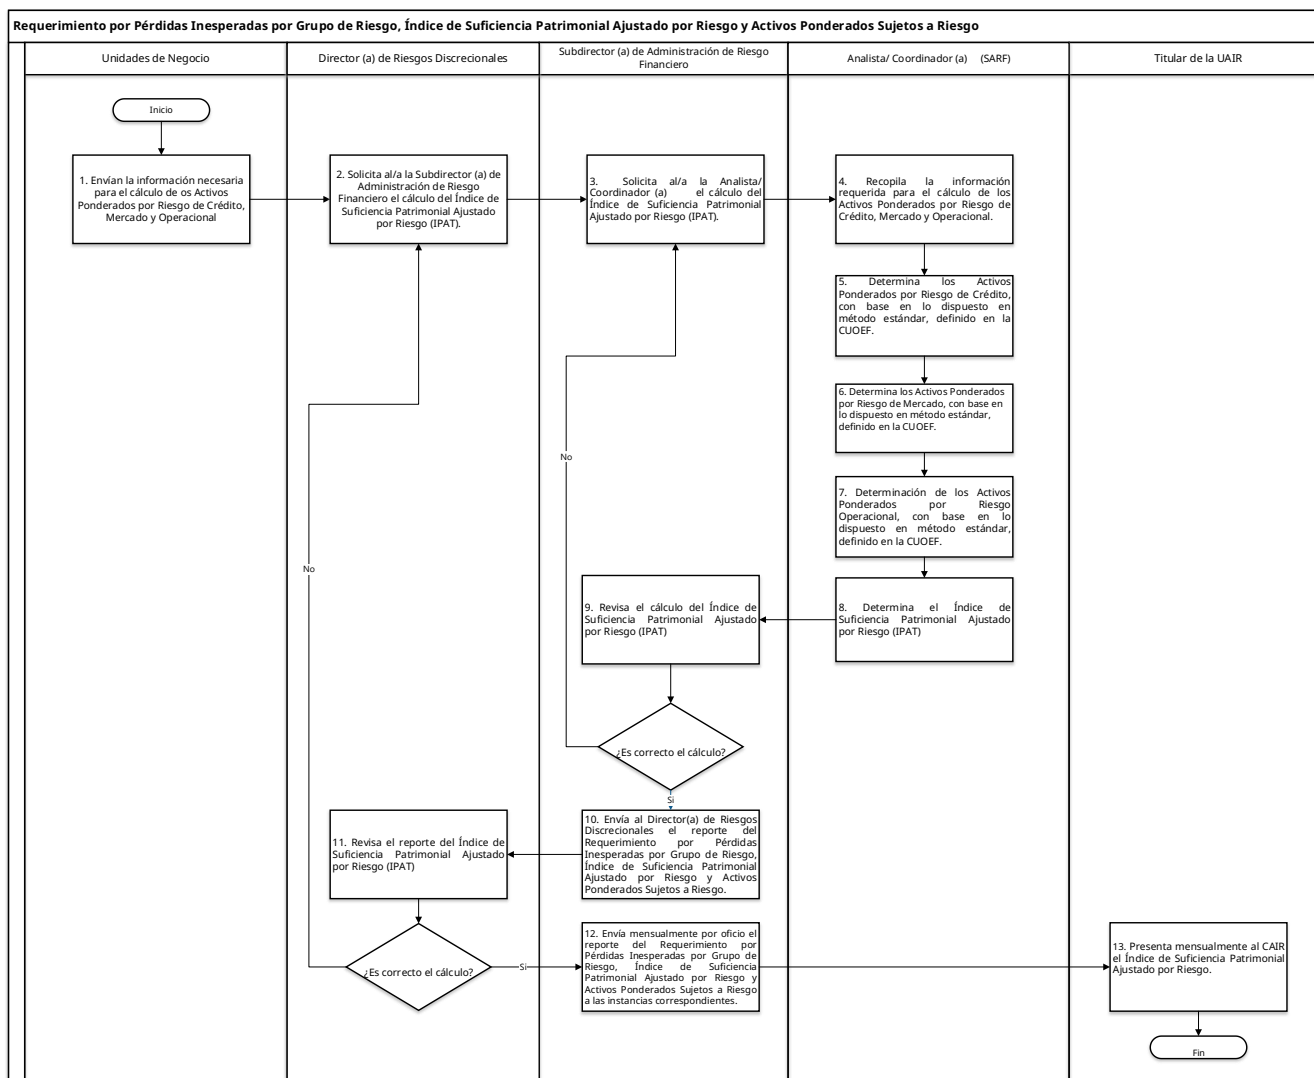 Requerimiento por Pérdidas Inesperadas por Grupo de Riesgo, Índice de Suficiencia Patrimonial Ajustado por Riesgo y Activos Ponderados Sujetos a Riesgo
Unidades de Negocio
Director (a) de Riesgos Discrecionales
Subdirector (a) de Administración de Riesgo
Financiero
Analista/ Coordinador (a) (SARF)
Titular de la UAIR
Inicio
1. Envían la información necesaria
para el cálculo de os Activos
Ponderados por Riesgo de Crédito,
Mercado y Operacional
2. Solicita al/a la Subdirector (a) de
Administración de Riesgo
Financiero el cálculo del Índice de
Suficiencia Patrimonial Ajustado
por Riesgo (IPAT).
3. Solicita al/a la Analista/
Coordinador (a) el cálculo del
Índice de Suficiencia Patrimonial
Ajustado por Riesgo (IPAT).
4. Recopila la información
requerida para el cálculo de los
Activos Ponderados por Riesgo de
Crédito, Mercado y Operacional.
5. Determina los Activos
Ponderados por Riesgo de Crédito,
con base en lo dispuesto en
método estándar, definido en la
CUOEF.
6. Determina los Activos Ponderados
por Riesgo de Mercado, con base en
lo dispuesto en método estándar,
definido en la CUOEF.
No
7. Determinación de los Activos
Ponderados por Riesgo
Operacional, con base en lo
dispuesto en método estándar,
definido en la CUOEF.
No
8. Determina el Índice de
Suficiencia Patrimonial Ajustado
por Riesgo (IPAT)
9. Revisa el cálculo del Índice de
Suficiencia Patrimonial Ajustado
por Riesgo (IPAT)
¿Es correcto el cálculo?
Si
10. Envía al Director(a) de Riesgos
Discrecionales el reporte del
Requerimiento por Pérdidas
Inesperadas por Grupo de Riesgo,
Índice de Suficiencia Patrimonial
Ajustado por Riesgo y Activos
Ponderados Sujetos a Riesgo.
11. Revisa el reporte del Índice de
Suficiencia Patrimonial Ajustado
por Riesgo (IPAT)
¿Es correcto el cálculo?
Si
12. Envía mensualmente por oficio el
reporte del Requerimiento por
Pérdidas Inesperadas por Grupo de
Riesgo, Índice de Suficiencia
Patrimonial Ajustado por Riesgo y
Activos Ponderados Sujetos a Riesgo
a las instancias correspondientes.
13. Presenta mensualmente al CAIR
el Índice de Suficiencia Patrimonial
Ajustado por Riesgo.
Fin